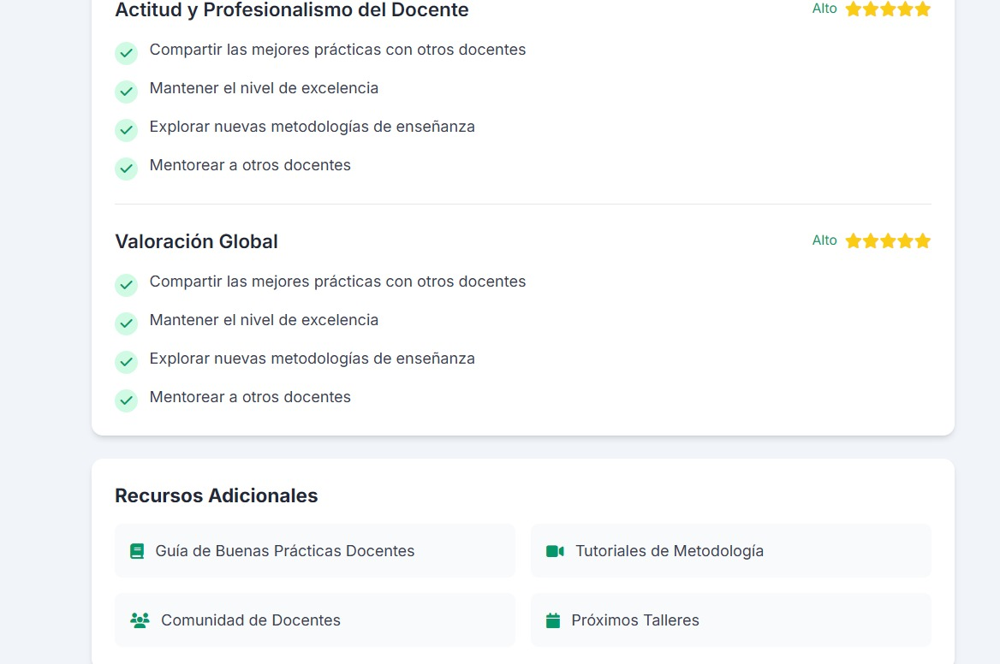 Actitud y Profesionalismo del Docente
Alto
Compartir las mejores prácticas con otros docentes
Mantener el nivel de excelencia
Explorar nuevas metodologías de enseñanza
Mentorear a otros docentes
Valoración Global
Alto
Compartir las mejores prácticas con otros docentes
Mantener el nivel de excelencia
Explorar nuevas metodologías de enseñanza
Mentorear a otros docentes
Recursos Adicionales
Guía de Buenas Prácticas Docentes
Tutoriales de Metodología
Comunidad de Docentes
Próximos Talleres